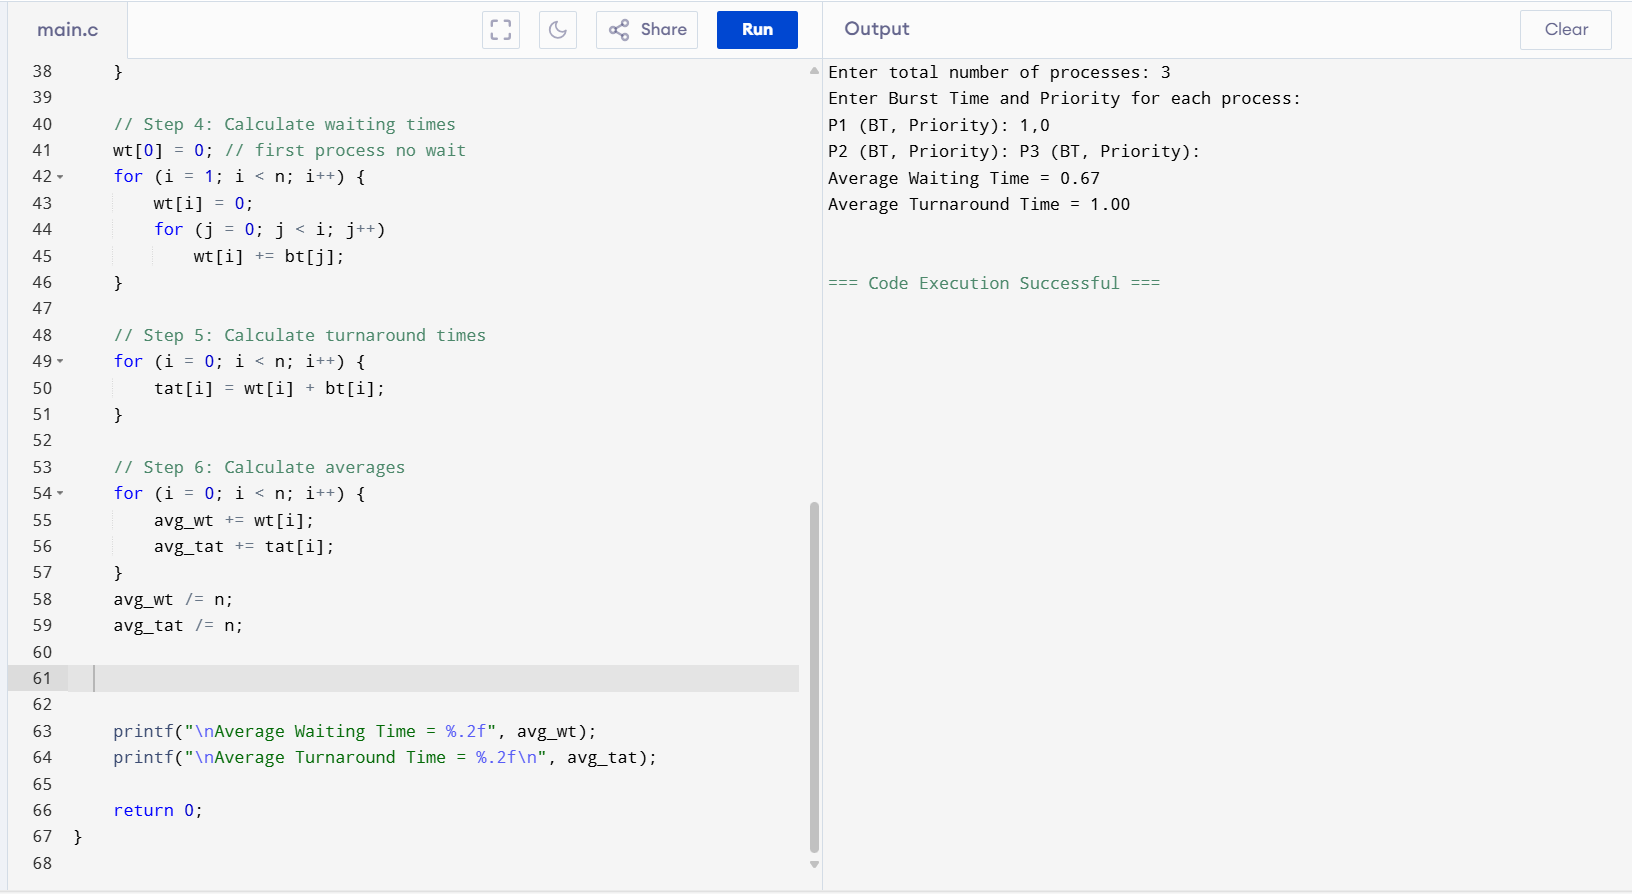 main.c
Share
Run
38 }
39
40 // Step 4: Calculate waiting times
41 wt[0] = 0; // first process no wait
42 for (i = 1; i < n; i++) {
43 wt[i] = 0;
44 for (j = 0; j < i; j++)
45 wt[i] += bt[j];
46 }
47
48 // Step 5: Calculate turnaround times
49 for (i = 0; i < n; i++) {
50 tat[i] = wt[i] + bt[i];
51 }
52
53 // Step 6: Calculate averages
54 for (i = 0; i < n; i++) {
55 avg_wt += wt[i];
56 avg_tat += tat[i];
57 }
58 avg_wt /= n;
59 avg_tat /= n;
60
61
62
63 printf("\nAverage Waiting Time = %.2f", avg_wt);
64 printf("\nAverage Turnaround Time = %.2f\n", avg_tat);
65
66 return 0;
67 }
68
Output
Clear
Enter total number of processes: 3
Enter Burst Time and Priority for each process:
P1 (BT, Priority): 1,0
P2 (BT, Priority): P3 (BT, Priority):
Average Waiting Time = 0.67
Average Turnaround Time = 1.00
=== Code Execution Successful ===